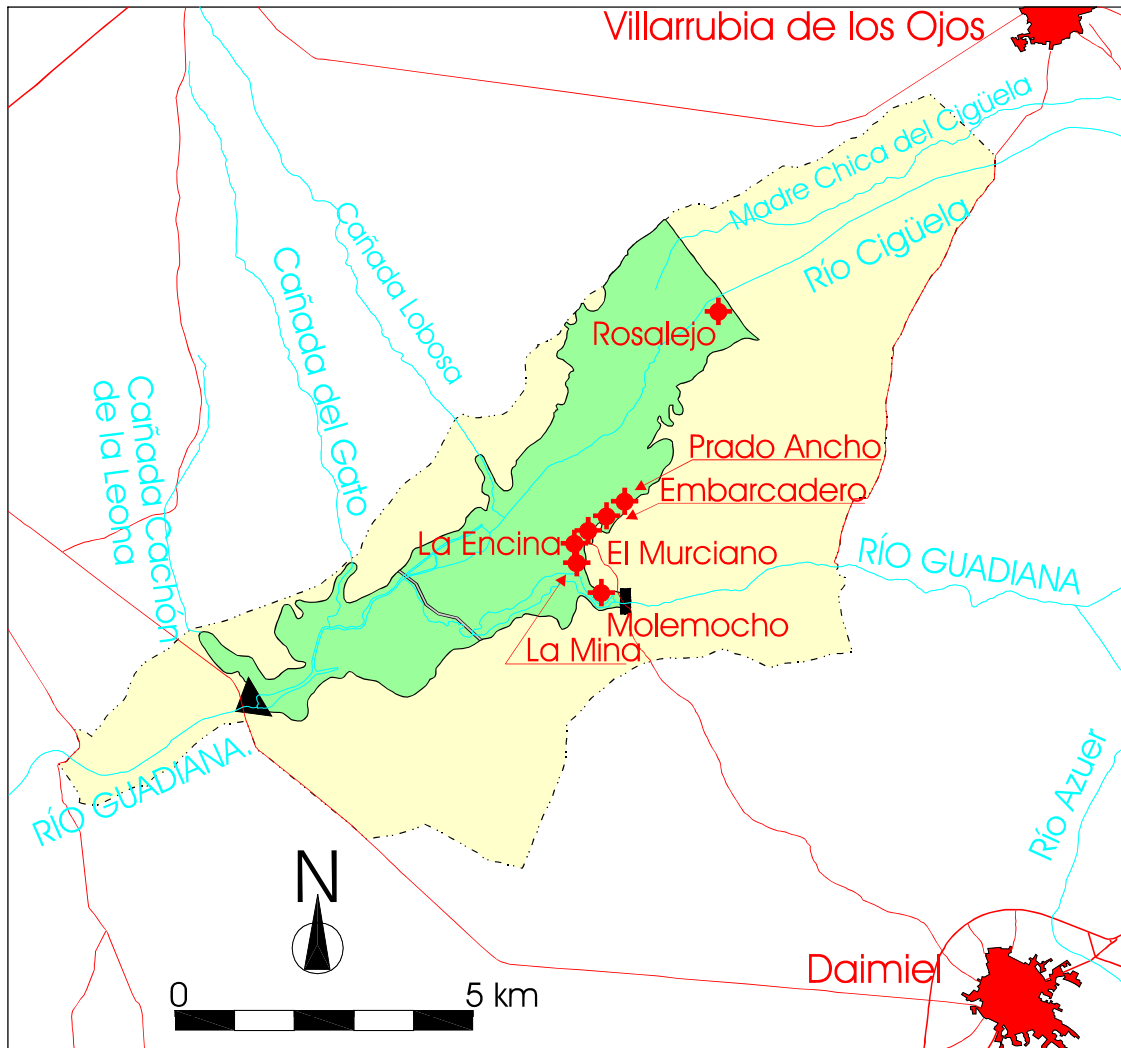 Villarrubia de los Ojos
Madre Chica del Cigüela
Río Cigüela
Cañada Lobosa
Cañada del Gato
Cañada Cachón
de la Leona
Rosalejo
Prado Ancho
Embarcadero
La Encina
El Murciano
RÍO GUADIANA
Molemocho
La Mina
RÍO GUADIANA.
Río Azuer
N
Daimiel
0
5 km